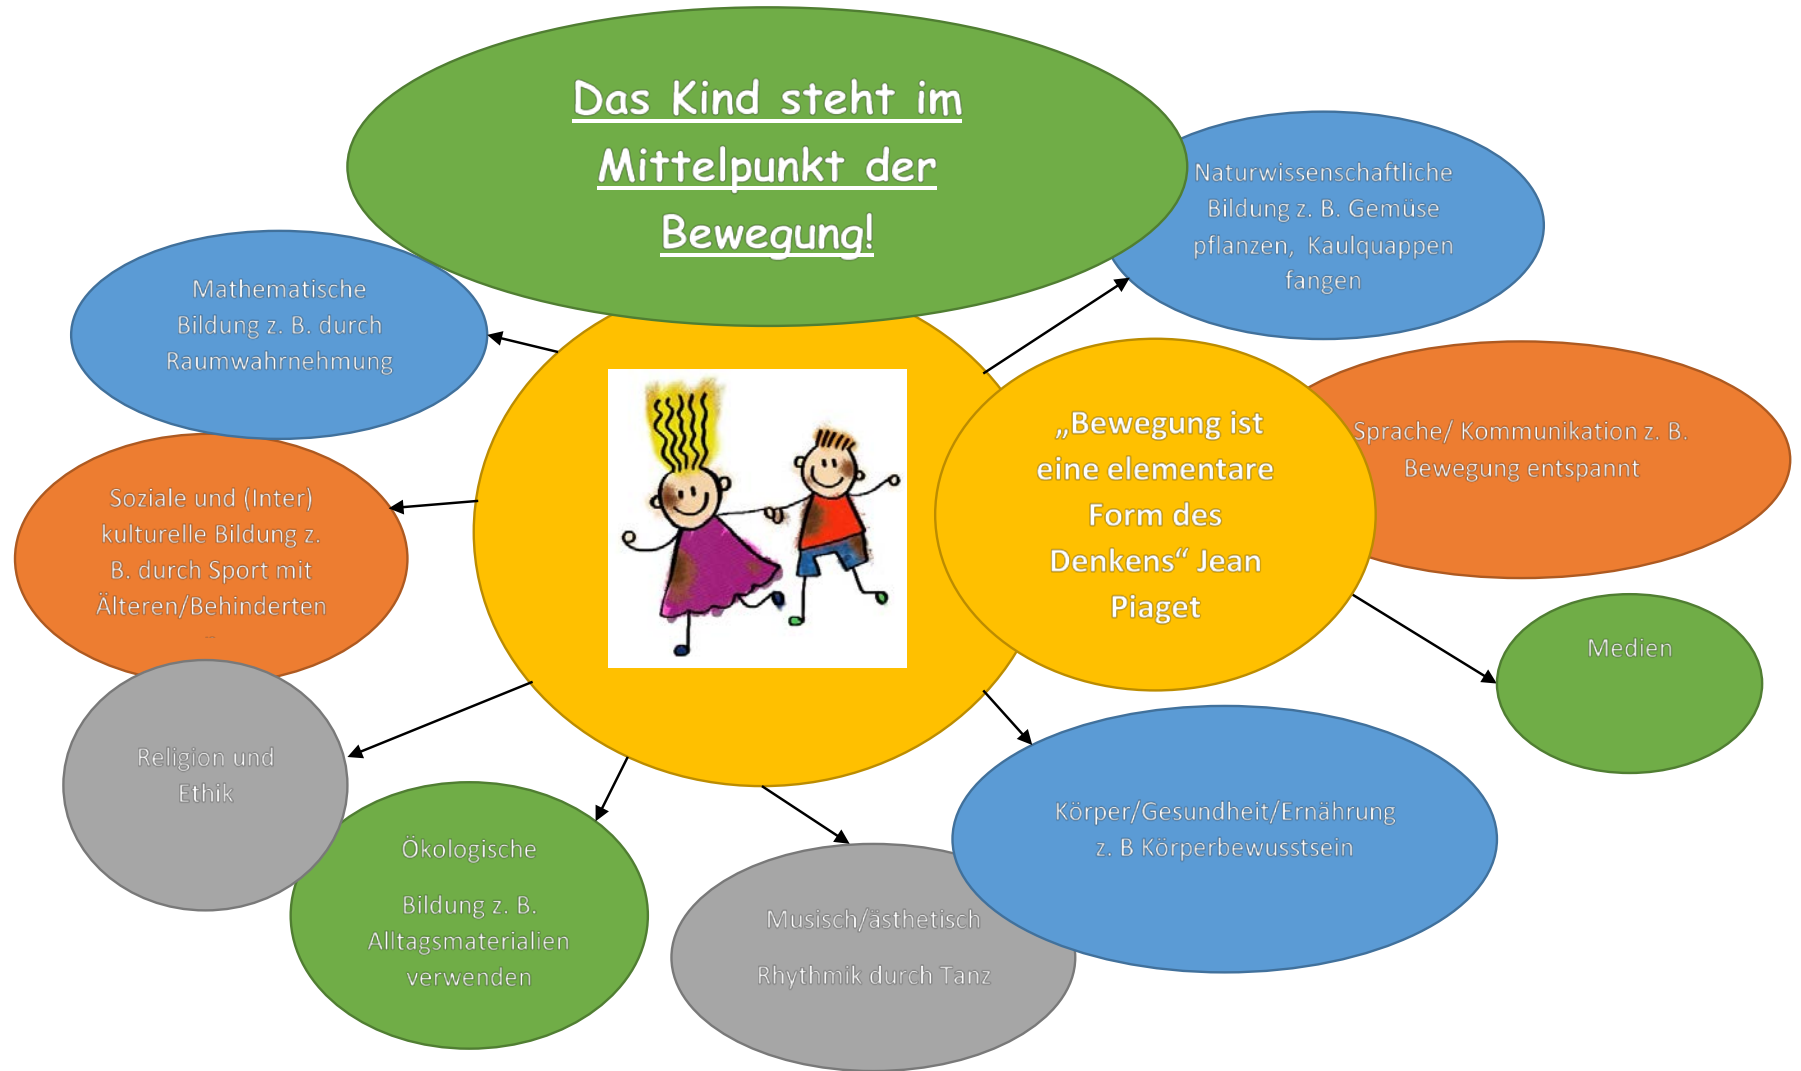 Das Kind steht im
Mittelpunkt der
Bewegung!
Naturwissenschaftliche
Bildung z. B. Gemüse
pflanzen, Kaulquappen
fangen
Mathematische
Bildung z. B. durch
Raumwahrnehmung
„Bewegung ist
eine elementare
Form des
Denkens“ Jean
Piaget
Sprache/ Kommunikation z. B.
Bewegung entspannt
Soziale und (Inter)
kulturelle Bildung z.
B. durch Sport mit
Älteren/Behinderten
...
Medien
Religion und
Ethik
Körper/Gesundheit/Ernährung
z. B Körperbewusstsein
Ökologische
Bildung z. B.
Alltagsmaterialien
verwenden
Musisch/ästhetisch
Rhythmik durch Tanz